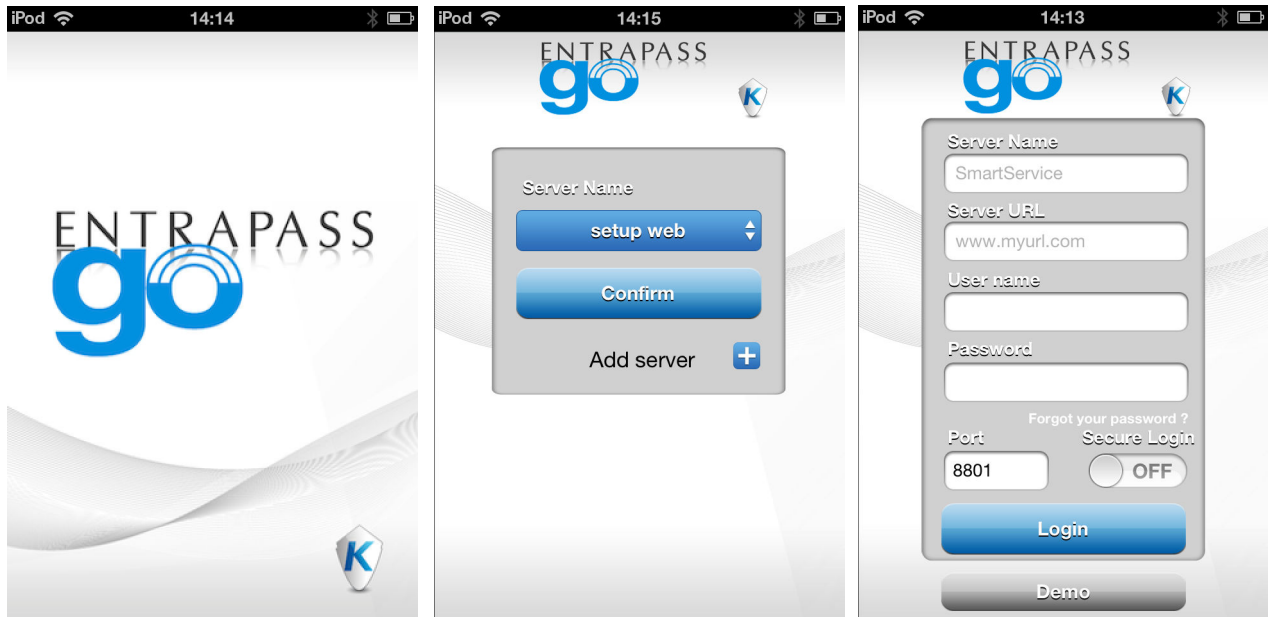 iPod 14:14
ENTRAPASS
go
K
iPod 14:15
ENTRAPASS
go
K
Server Name
setup web
Confirm
Add server +
iPod 14:13
ENTRAPASS
go
K
Server Name
SmartService
Server URL
www.myurl.com
User name
Password
Forgot your password ?
Port Secure Login
8801 OFF
Login
Demo